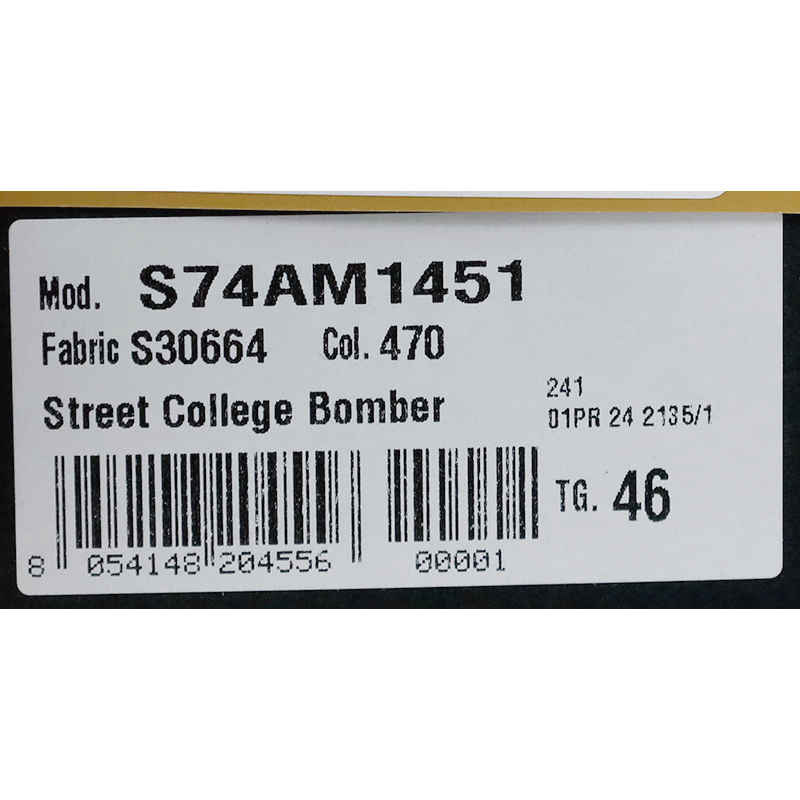 Mod. S74AM1451
Fabric S30664 Col. 470
Street College Bomber
241
01PR 24 2135/1
TG. 46
8 054148 204556 00001